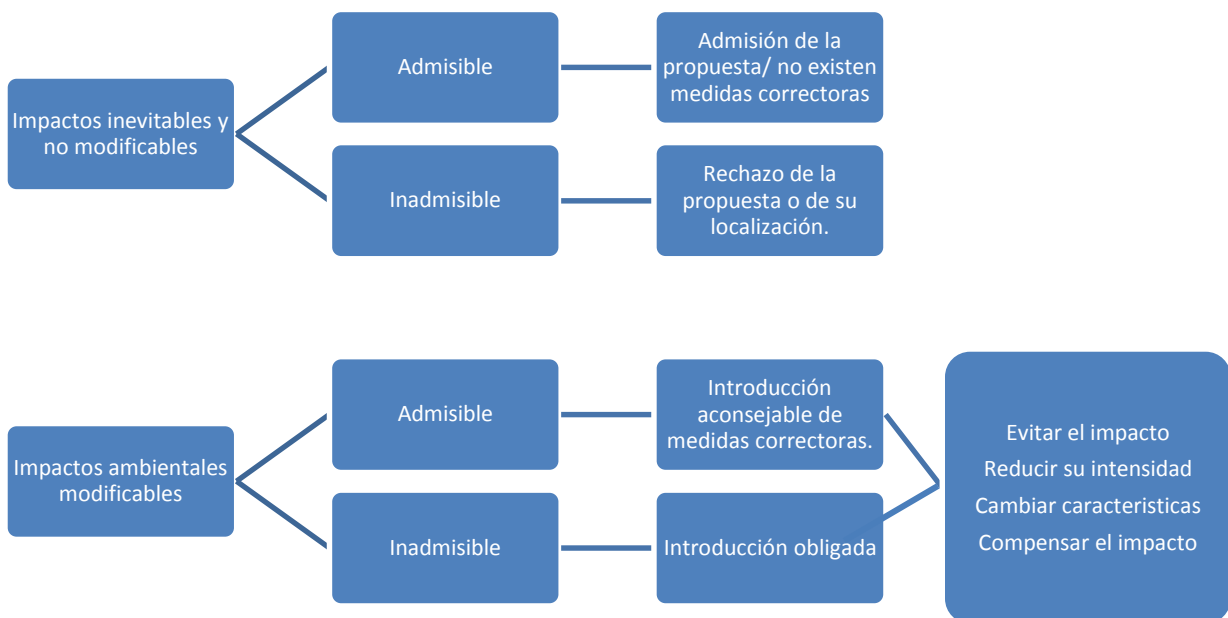 Impactos inevitables y
no modificables
Admisible
Admisión de la
propuesta/ no existen
medidas correctoras
Inadmisible
Rechazo de la
propuesta o de su
localización.
Impactos ambientales
modificables
Admisible
Introducción
aconsejable de
medidas correctoras.
Inadmisible
Introducción obligada
Evitar el impacto
Reducir su intensidad
Cambiar caracteristicas
Compensar el impacto